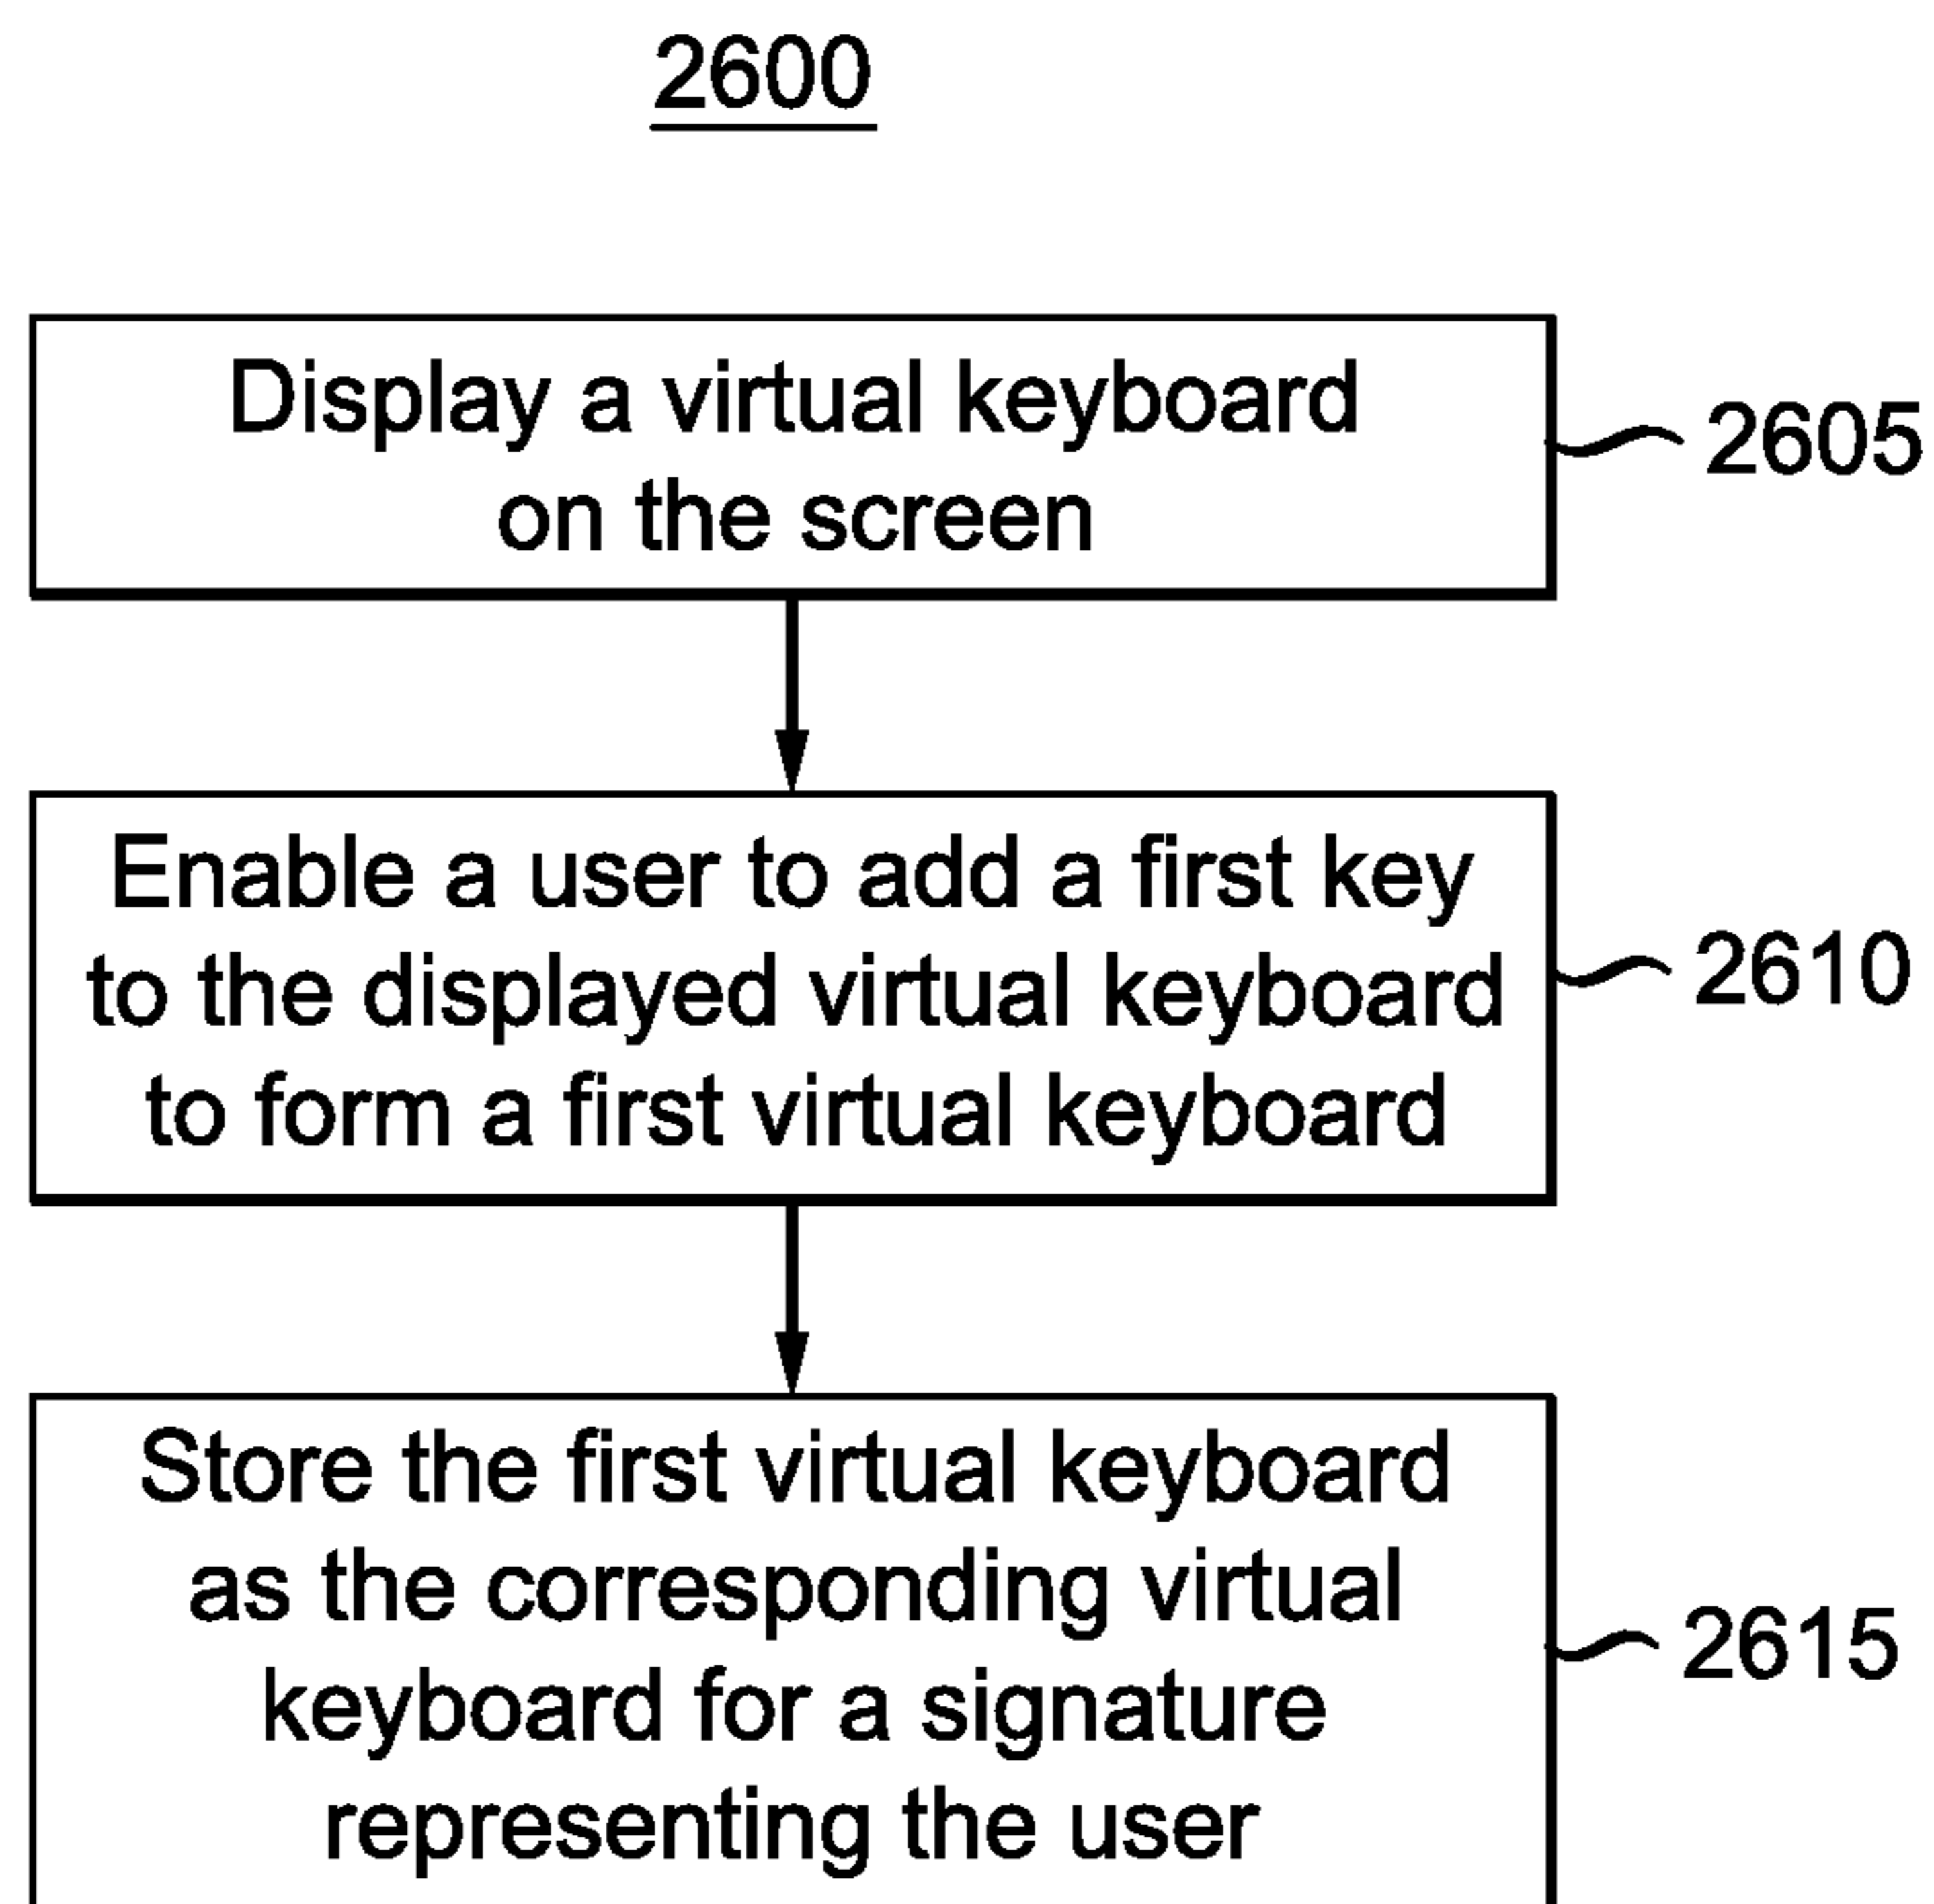 2600
Display a virtual keyboard
on the screen
2605
Enable a user to add a first key
to the displayed virtual keyboard
to form a first virtual keyboard
2610
Store the first virtual keyboard
as the corresponding virtual
keyboard for a signature
representing the user
2615